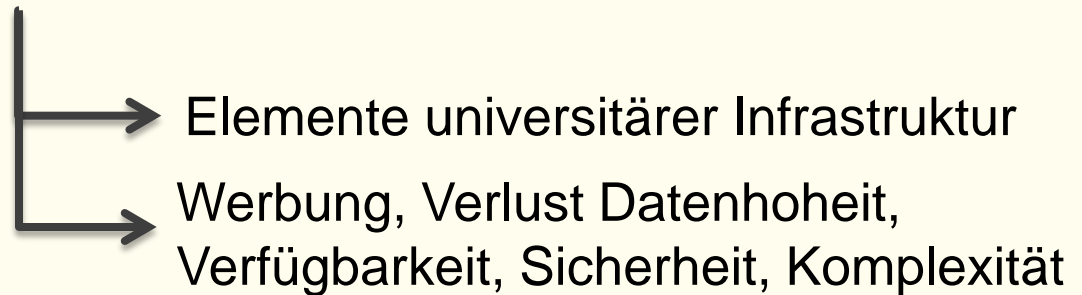 Elemente universitärer Infrastruktur
Werbung, Verlust Datenhoheit,
Verfügbarkeit, Sicherheit, Komplexität